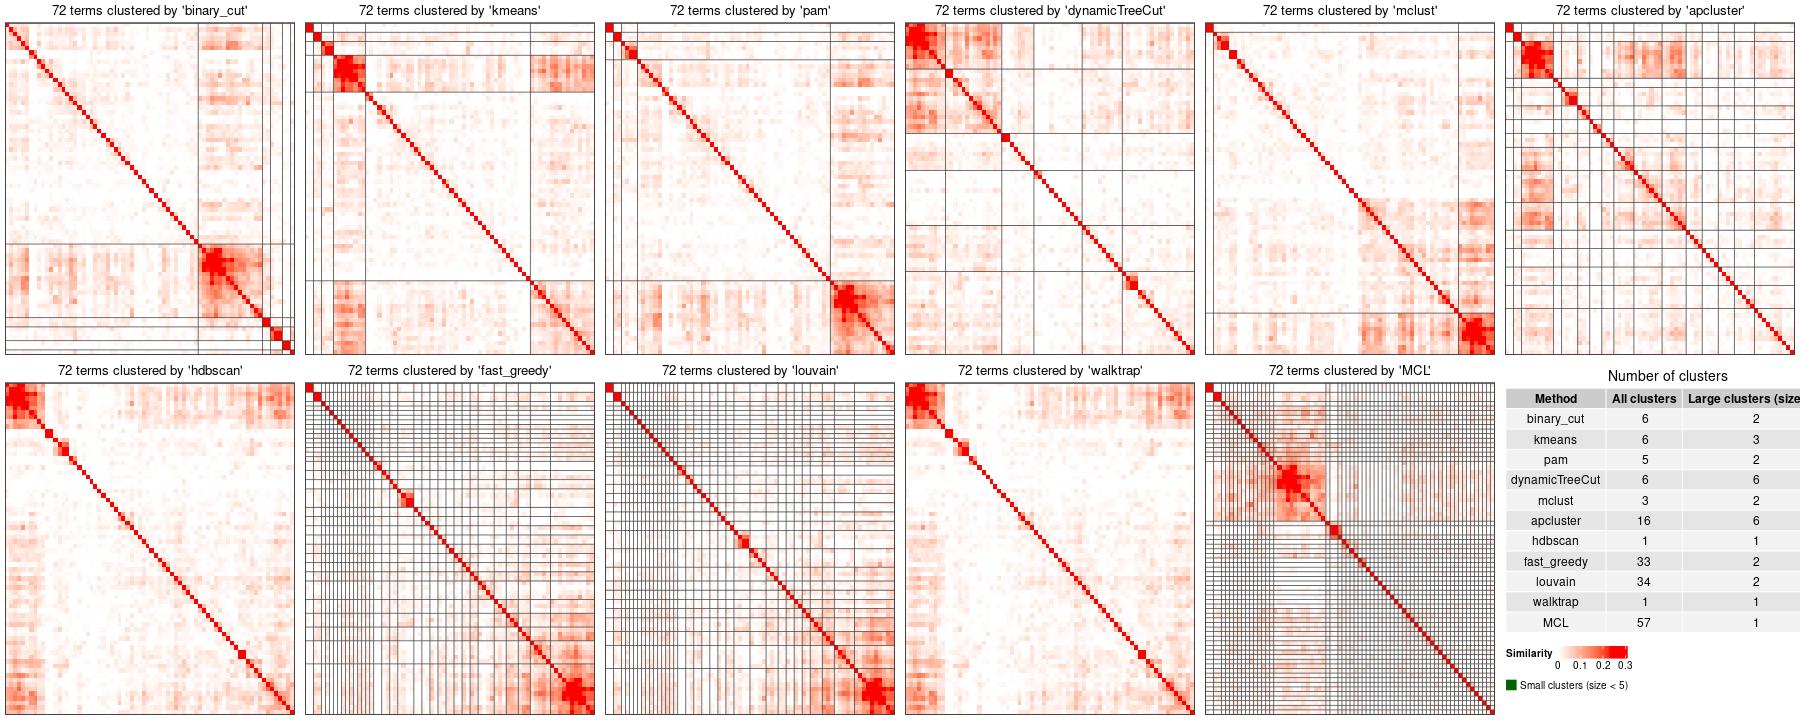 72 terms clustered by 'binary_cut'
72 terms clustered by 'kmeans'
72 terms clustered by 'pam'
72 terms clustered by 'dynamicTreeCut'
72 terms clustered by 'mclust'
72 terms clustered by 'apcluster'
72 terms clustered by 'hdbscan'
72 terms clustered by 'fast_greedy'
72 terms clustered by 'louvain'
72 terms clustered by 'walktrap'
72 terms clustered by 'MCL'
Number of clusters
Method All clusters Large clusters (size
binary_cut 6 2
kmeans 6 3
pam 5 2
dynamicTreeCut 6 6
mclust 3 2
apcluster 16 6
hdbscan 1 1
fast_greedy 33 2
louvain 34 2
walktrap 1 1
MCL 57 1
Similarity
0 0.1 0.2 0.3
Small clusters (size < 5)